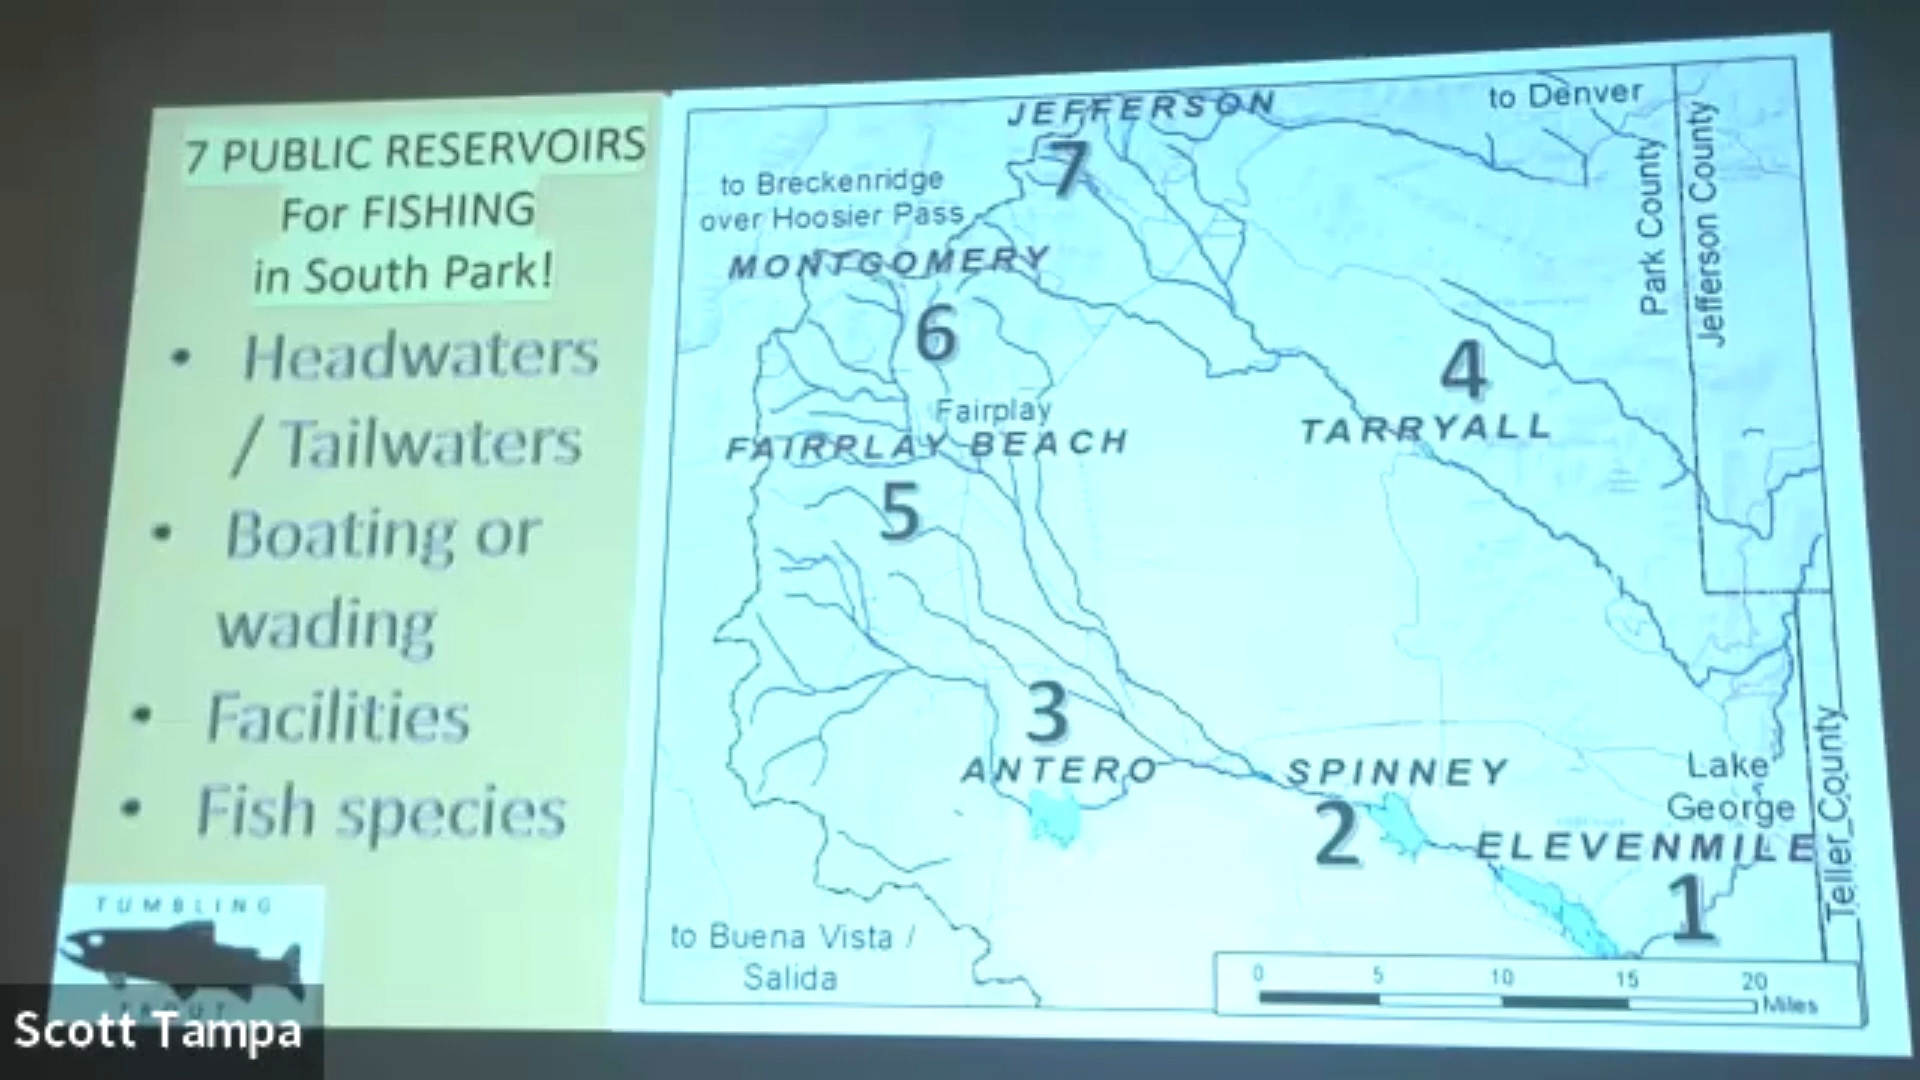 7 PUBLIC RESERVOIRS
For FISHING
in South Park!
• Headwaters
/ Tailwaters
• Boating or
wading
• Facilities
• Fish species
TUMBLING
TROUT
Scott Tampa
JEFFERSON
7
to Denver
to Breckenridge
over Hoosier Pass
MONTGOMERY
6
Park County
Jefferson County
4
TARRYALL
Fairplay
FAIRPLAY BEACH
5
3
ANTERO
SPINNEY
2
Lake
George
ELEVENMILE
1
Teller County
to Buena Vista /
Salida
0 5 10 15 20
Miles